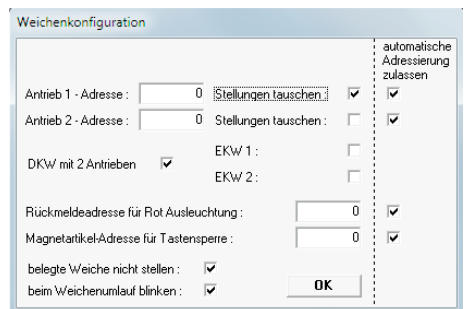 Weichenkonfiguration
automatische
Adressierung
zulassen
Antrieb 1 - Adresse : 0 Stellungen tauschen :
Antrieb 2 - Adresse : 0 Stellungen tauschen :
DKW mit 2 Antrieben
EKW 1 :
EKW 2 :
Rückmeldeadresse für Rot Ausleuchtung : 0
Magnetartikel-Adresse für Tastensperre : 0
belegte Weiche nicht stellen :
beim Weichenumlauf blinken :
OK